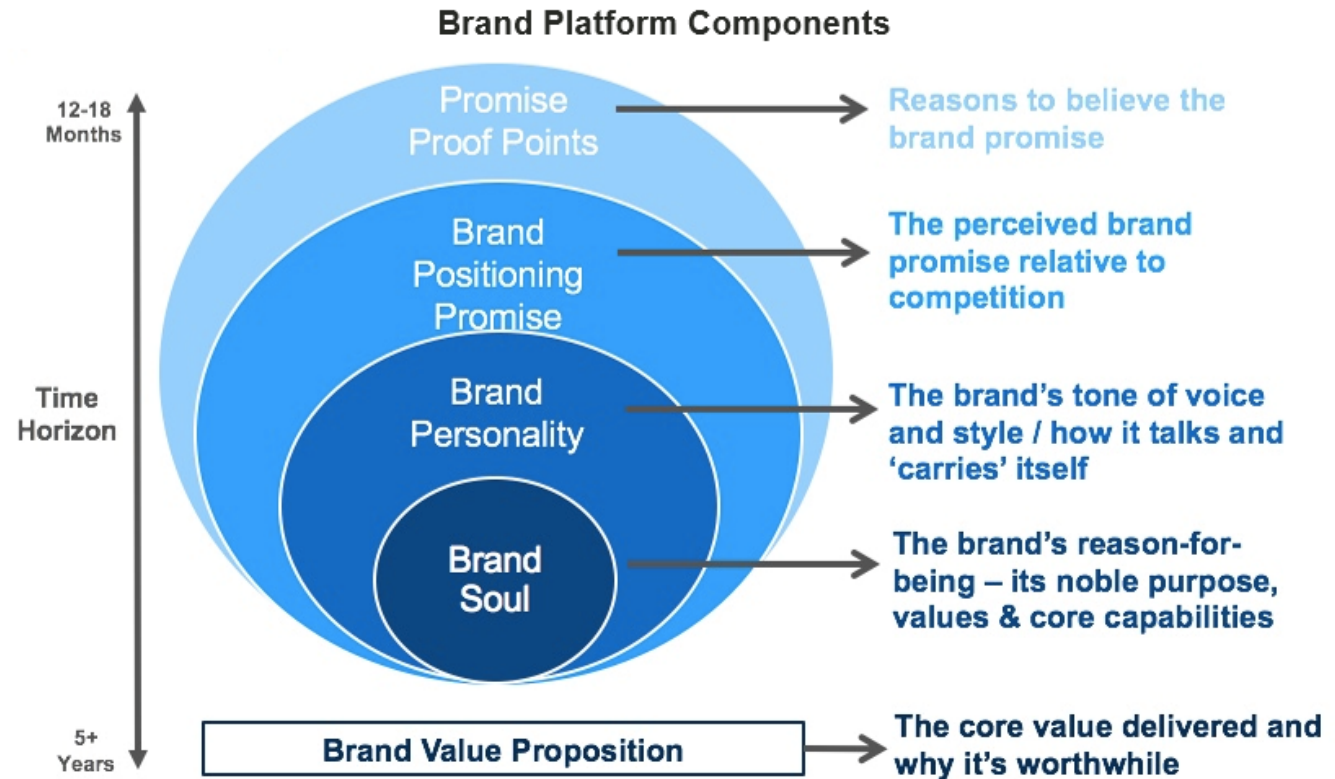 Brand Platform Components
12-18
Months
Time
Horizon
5+
Years
Promise
Proof Points
Reasons to believe the
brand promise
Brand
Positioning
Promise
The perceived brand
promise relative to
competition
Brand
Personality
The brand’s tone of voice
and style / how it talks and
‘carries’ itself
Brand
Soul
The brand’s reason-for-
being – its noble purpose,
values & core capabilities
Brand Value Proposition
The core value delivered and
why it’s worthwhile